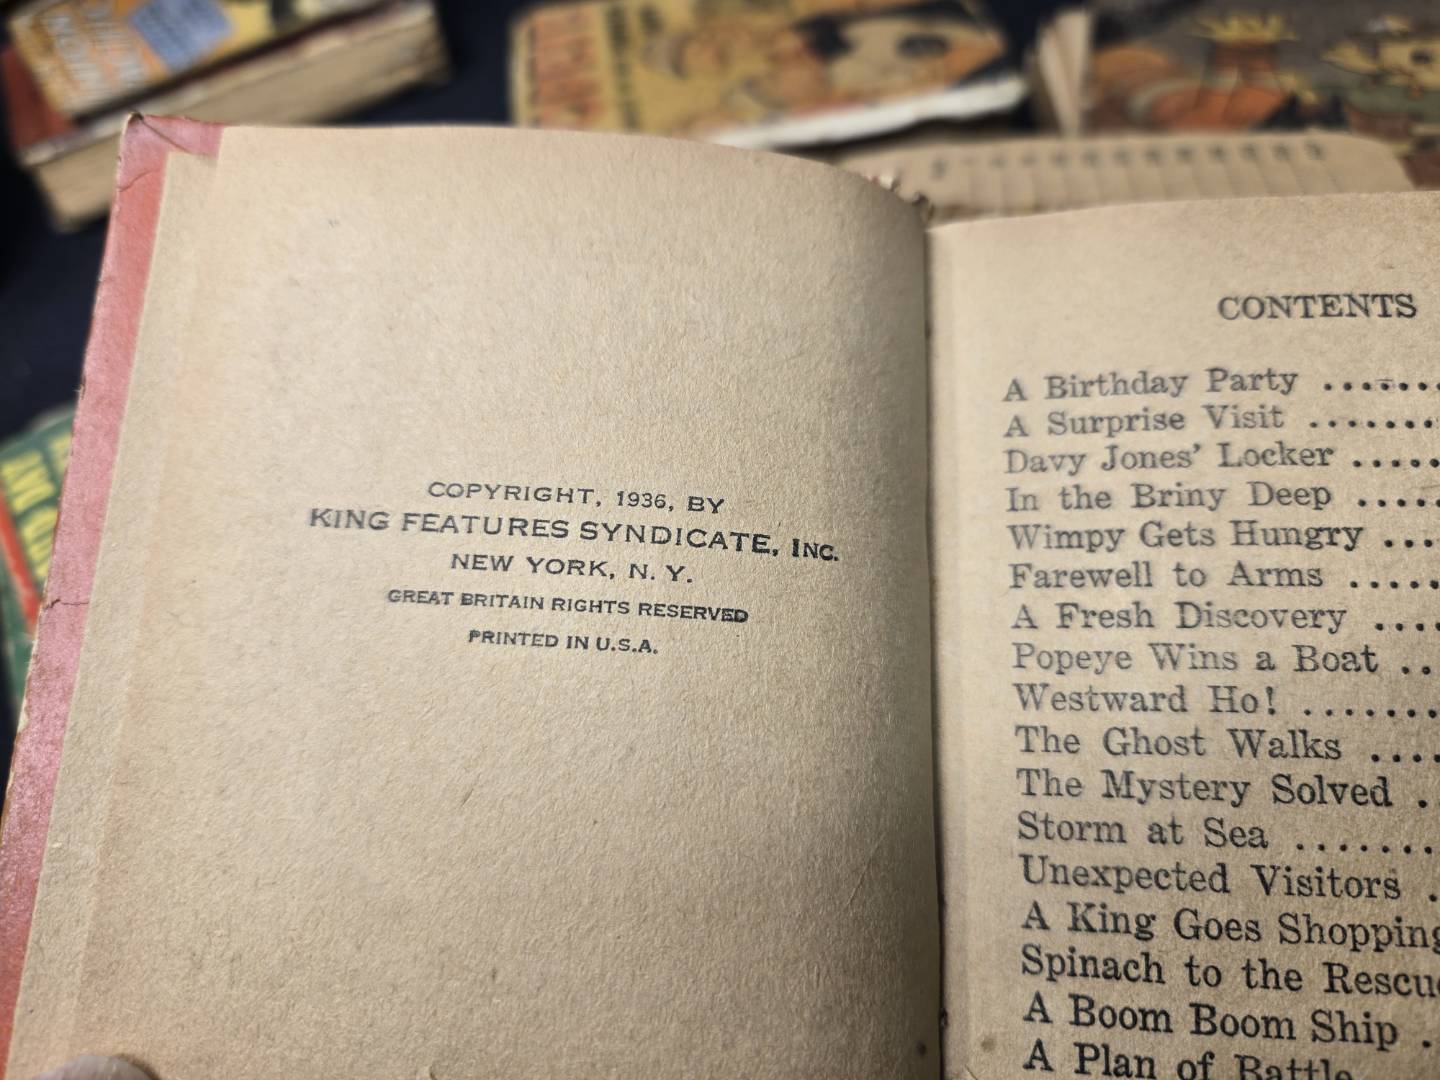 COPYRIGHT, 1936, BY
KING FEATURES SYNDICATE, INC.
NEW YORK, N. Y.
GREAT BRITAIN RIGHTS RESERVED
PRINTED IN U.S.A.
CONTENTS
A Birthday Party .......
A Surprise Visit .......
Davy Jones' Locker .....
In the Briny Deep .....
Wimpy Gets Hungry ...
Farewell to Arms .....
A Fresh Discovery ....
Popeye Wins a Boat ..
Westward Ho! .......
The Ghost Walks ....
The Mystery Solved .
Storm at Sea .......
Unexpected Visitors .
A King Goes Shopping
Spinach to the Rescue
A Boom Boom Ship .
A Plan of Battle